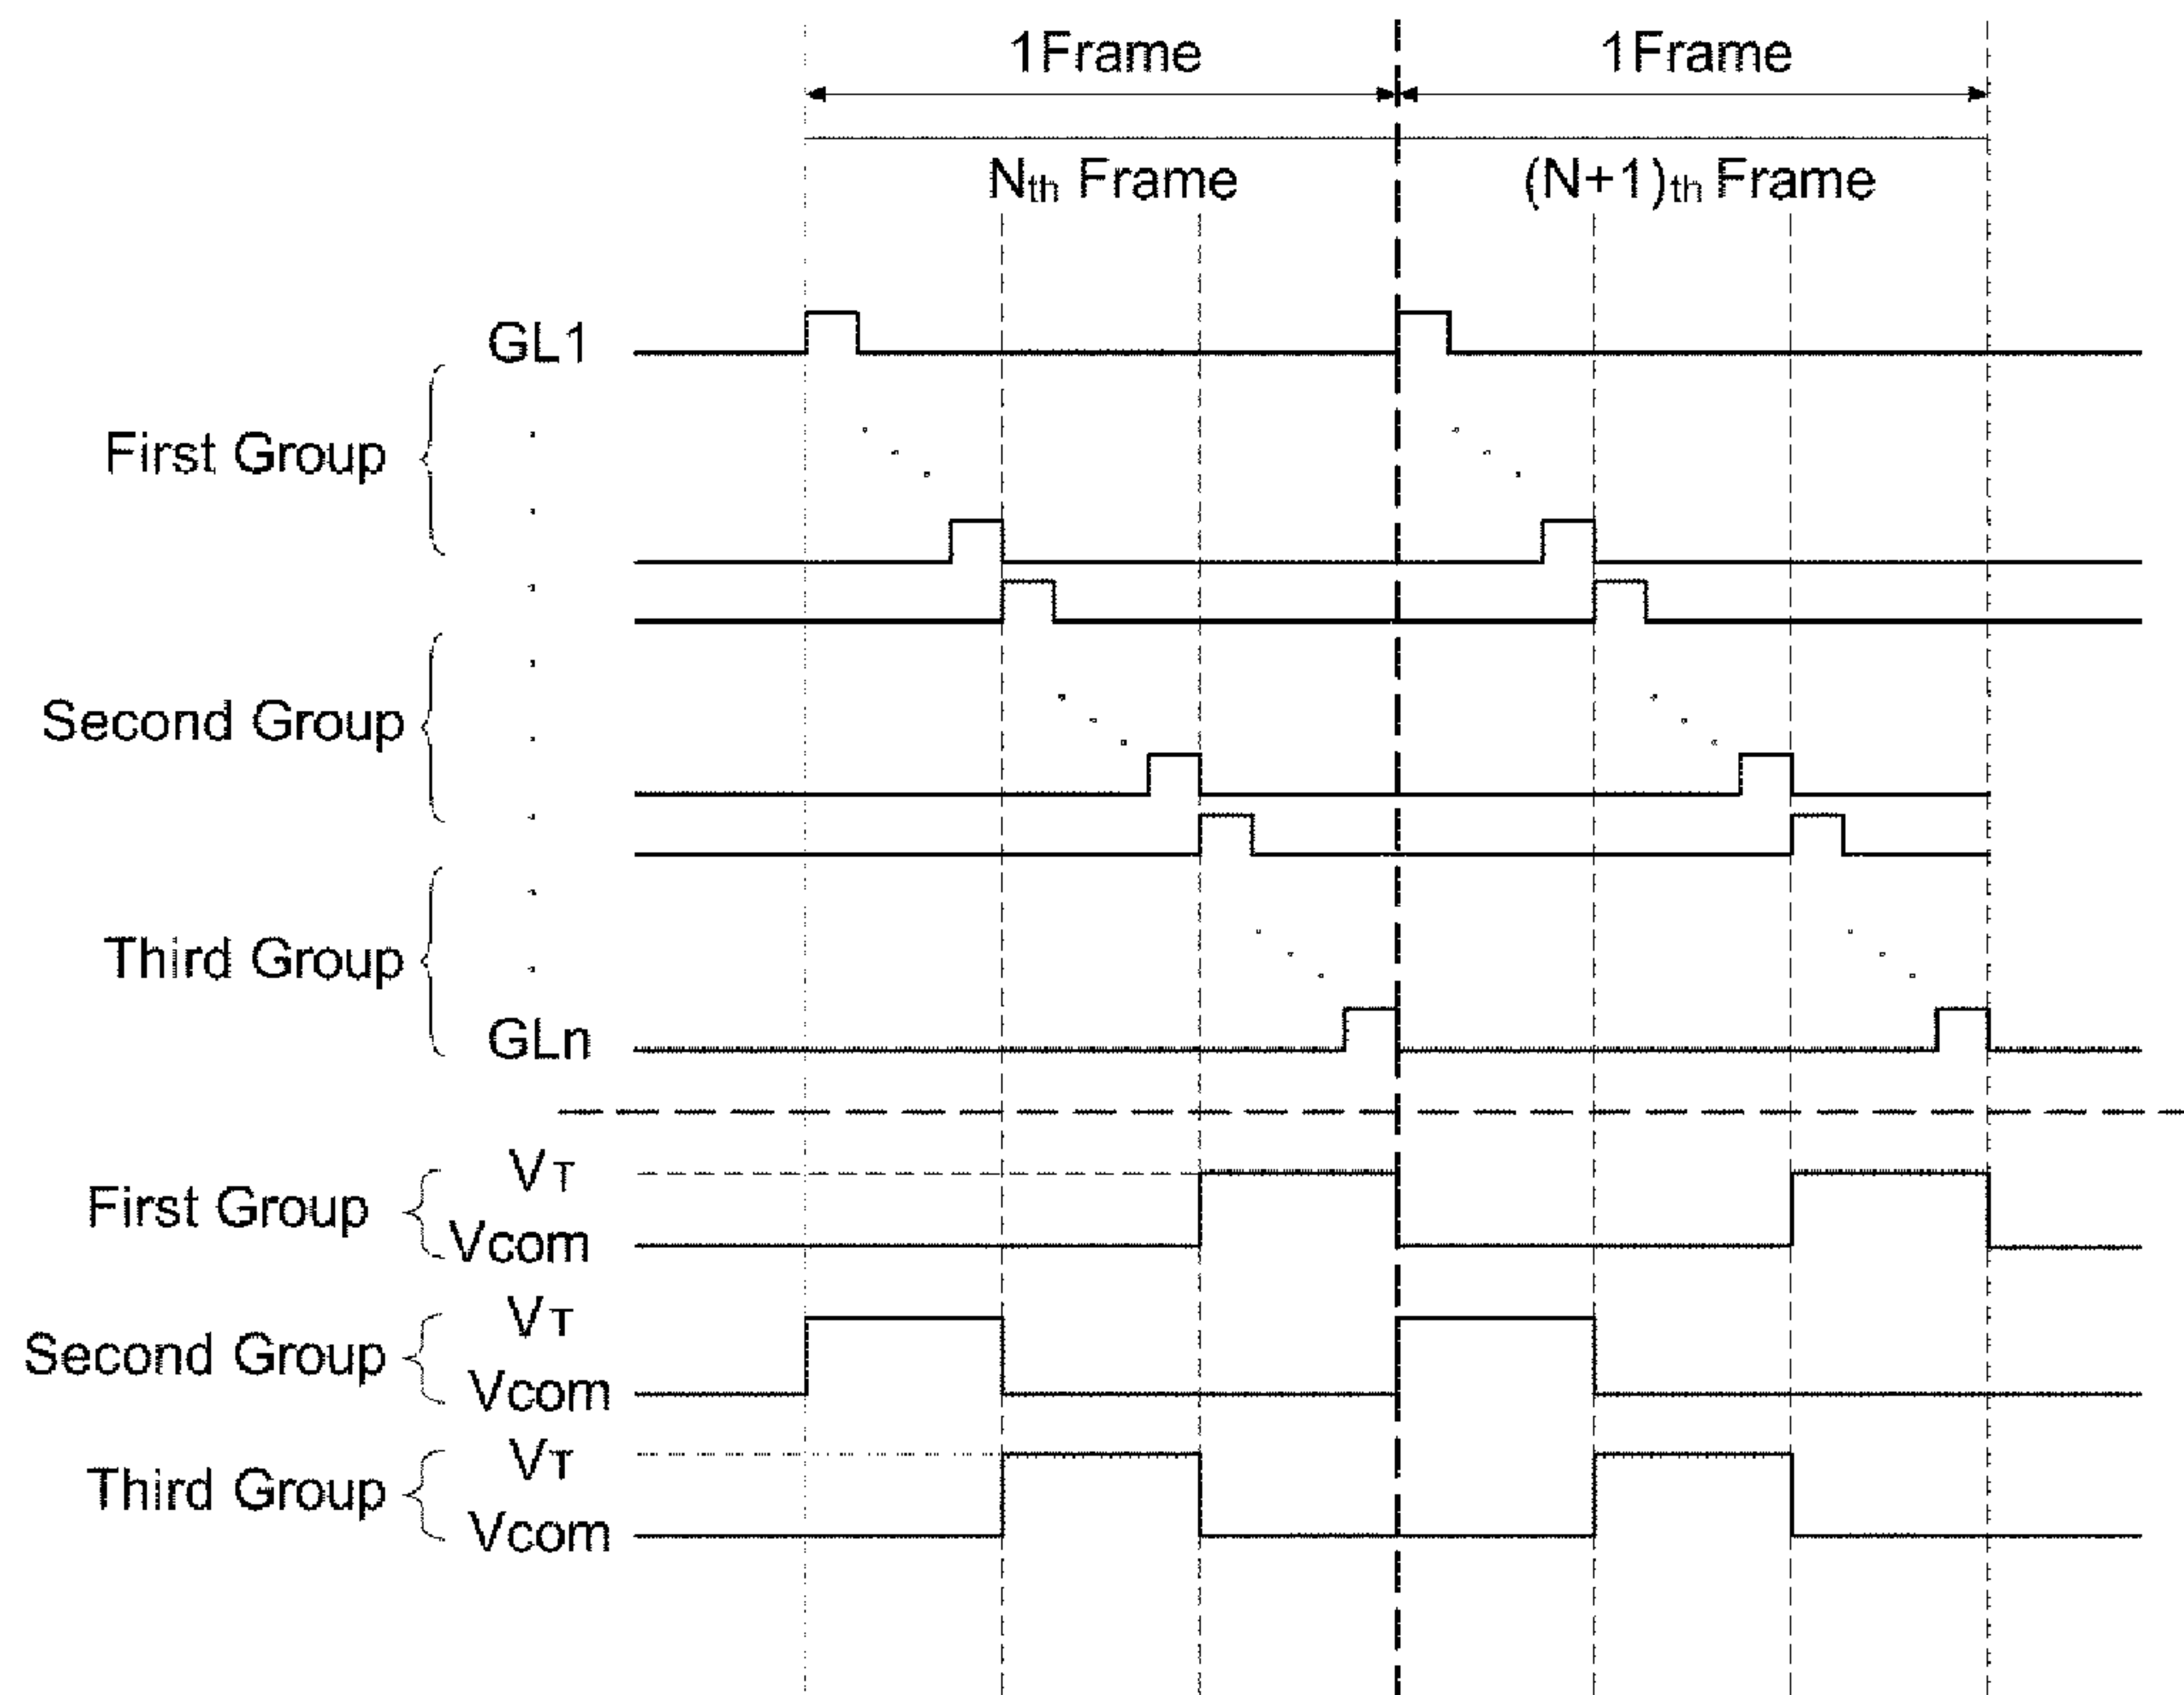 1Frame 1Frame
Nth Frame (N+1)th Frame
GL1
First Group
Second Group
Third Group
GLn
VT
First Group
Vcom
VT
Second Group
Vcom
VT
Third Group
Vcom